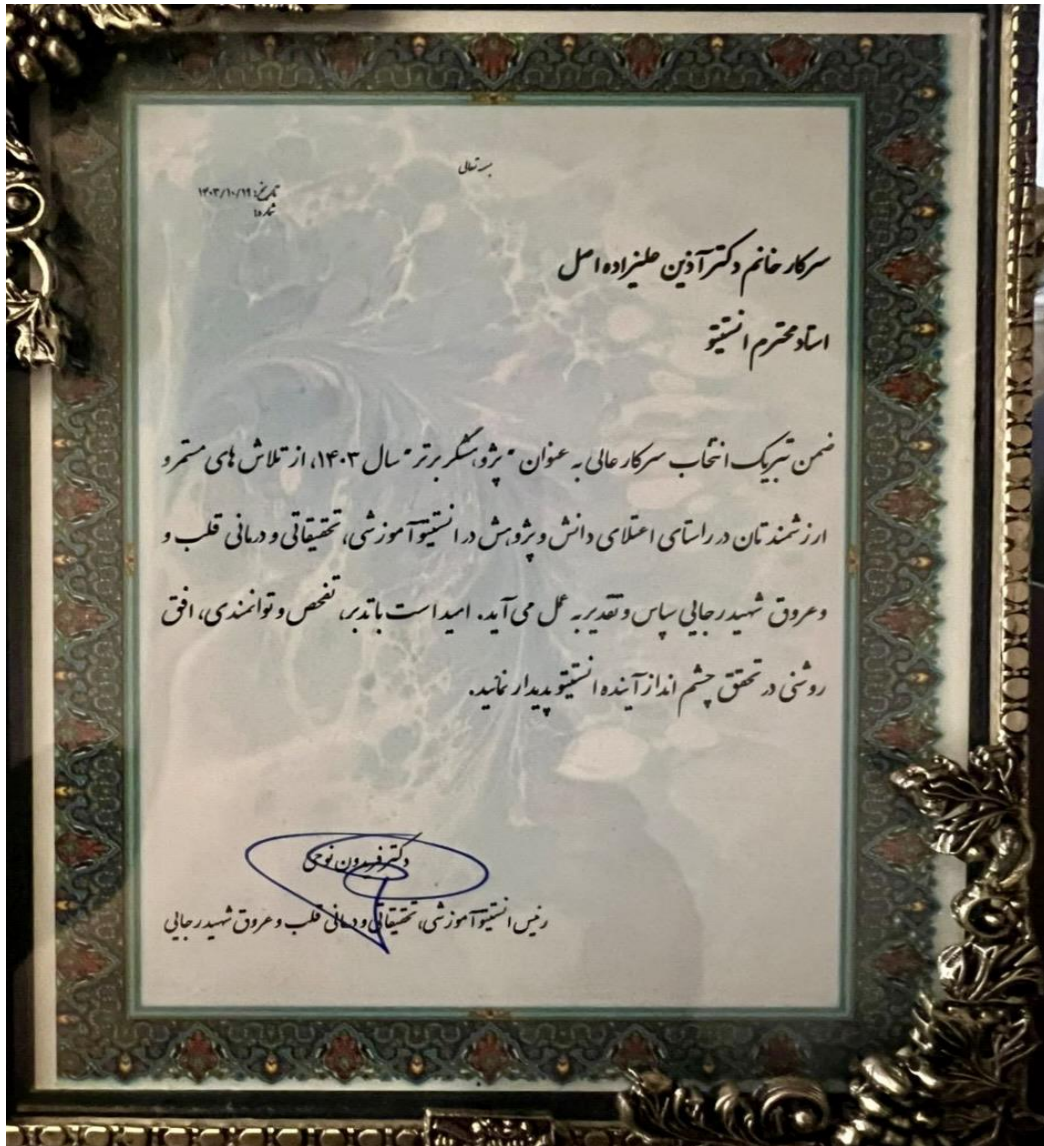 بسمه تعالی
تاریخ: ۱۴۰۳/۱۰/۱۹
شماره:
سرکار خانم دکتر آذین علیزاده اصل
استاد محترم انستیتو
ضمن تبریک انتخاب سرکار عالی به عنوان "پژوهشگر برتر" سال ۱۴۰۳، از تلاش های مستمر و
ارزشمندتان در راستای اعتلای دانش و پژوهش در انستیتو آموزشی، تحقیقاتی و درمانی قلب و
وعروق شهید رجایی سپاس و تقدیر به عمل می آید. امید است با تدبر، تفحص و توانمندی، افق
روشنی در تحقق چشم انداز آینده انستیتو پدیدار نمائید.
دکتر فریدون نوحی
رئیس انستیتو آموزشی، تحقیقاتی و درمانی قلب و عروق شهید رجایی